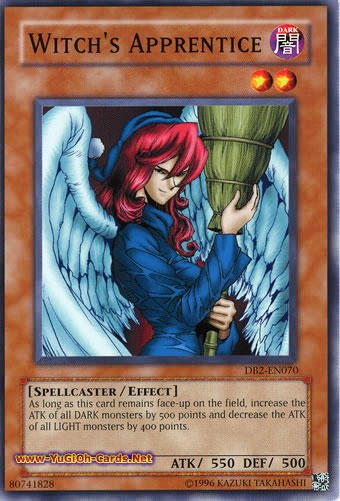 WITCH'S APPRENTICE
DARK
闇
DB2-EN070
[SPELLCASTER / EFFECT]
As long as this card remains face-up on the field, increase the
ATK of all DARK monsters by 500 points and decrease the ATK
of all LIGHT monsters by 400 points.
www-YuGiOh-Cards.Net
ATK/ 550 DEF/ 500
80741828
©1996 KAZUKI TAKAHASHI